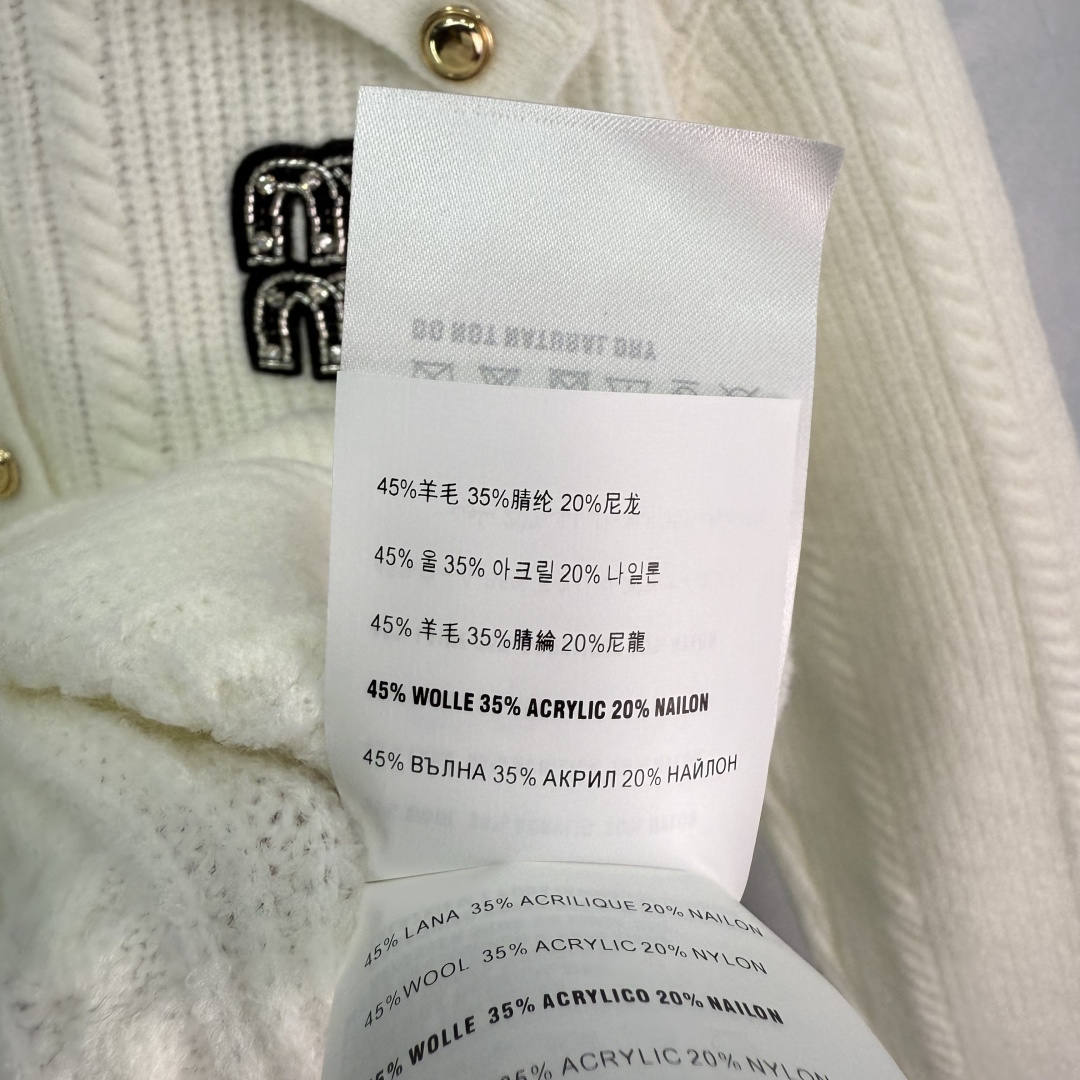 DO NOT NATURAL DRY
45%羊毛 35%腈纶 20%尼龙
45% 울 35% 아크릴 20% 나일론
45% 羊毛 35%腈綸 20%尼龍
45% WOLLE 35% ACRYLIC 20% NAILON
45% ВЪЛНА 35% АКРИЛ 20% НАЙЛОН
45% LANA 35% ACRILIQUE 20% NAILON
45%WOOL 35% ACRYLIC 20% NYLON
5% WOLLE 35% ACRYLICO 20% NAILON
35% ACRYLIC 20% NYLON